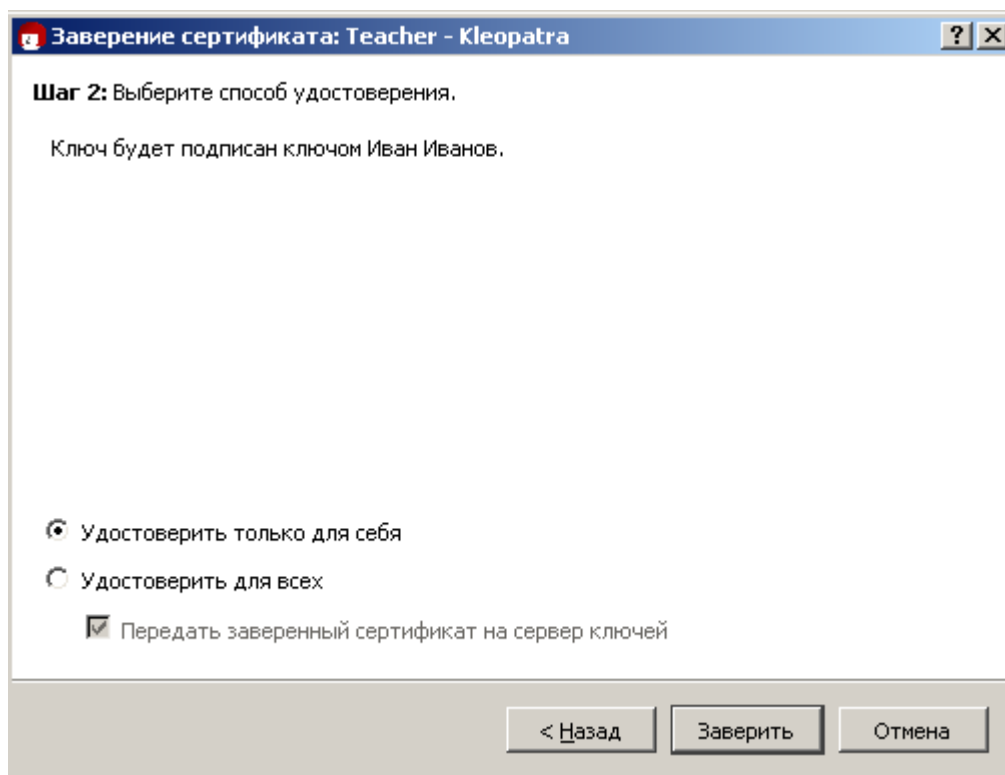 Заверение сертификата: Teacher - Kleopatra
Шаг 2: Выберите способ удостоверения.
Ключ будет подписан ключом Иван Иванов.
Удостоверить только для себя
Удостоверить для всех
Передать заверенный сертификат на сервер ключей
< Назад Заверить Отмена